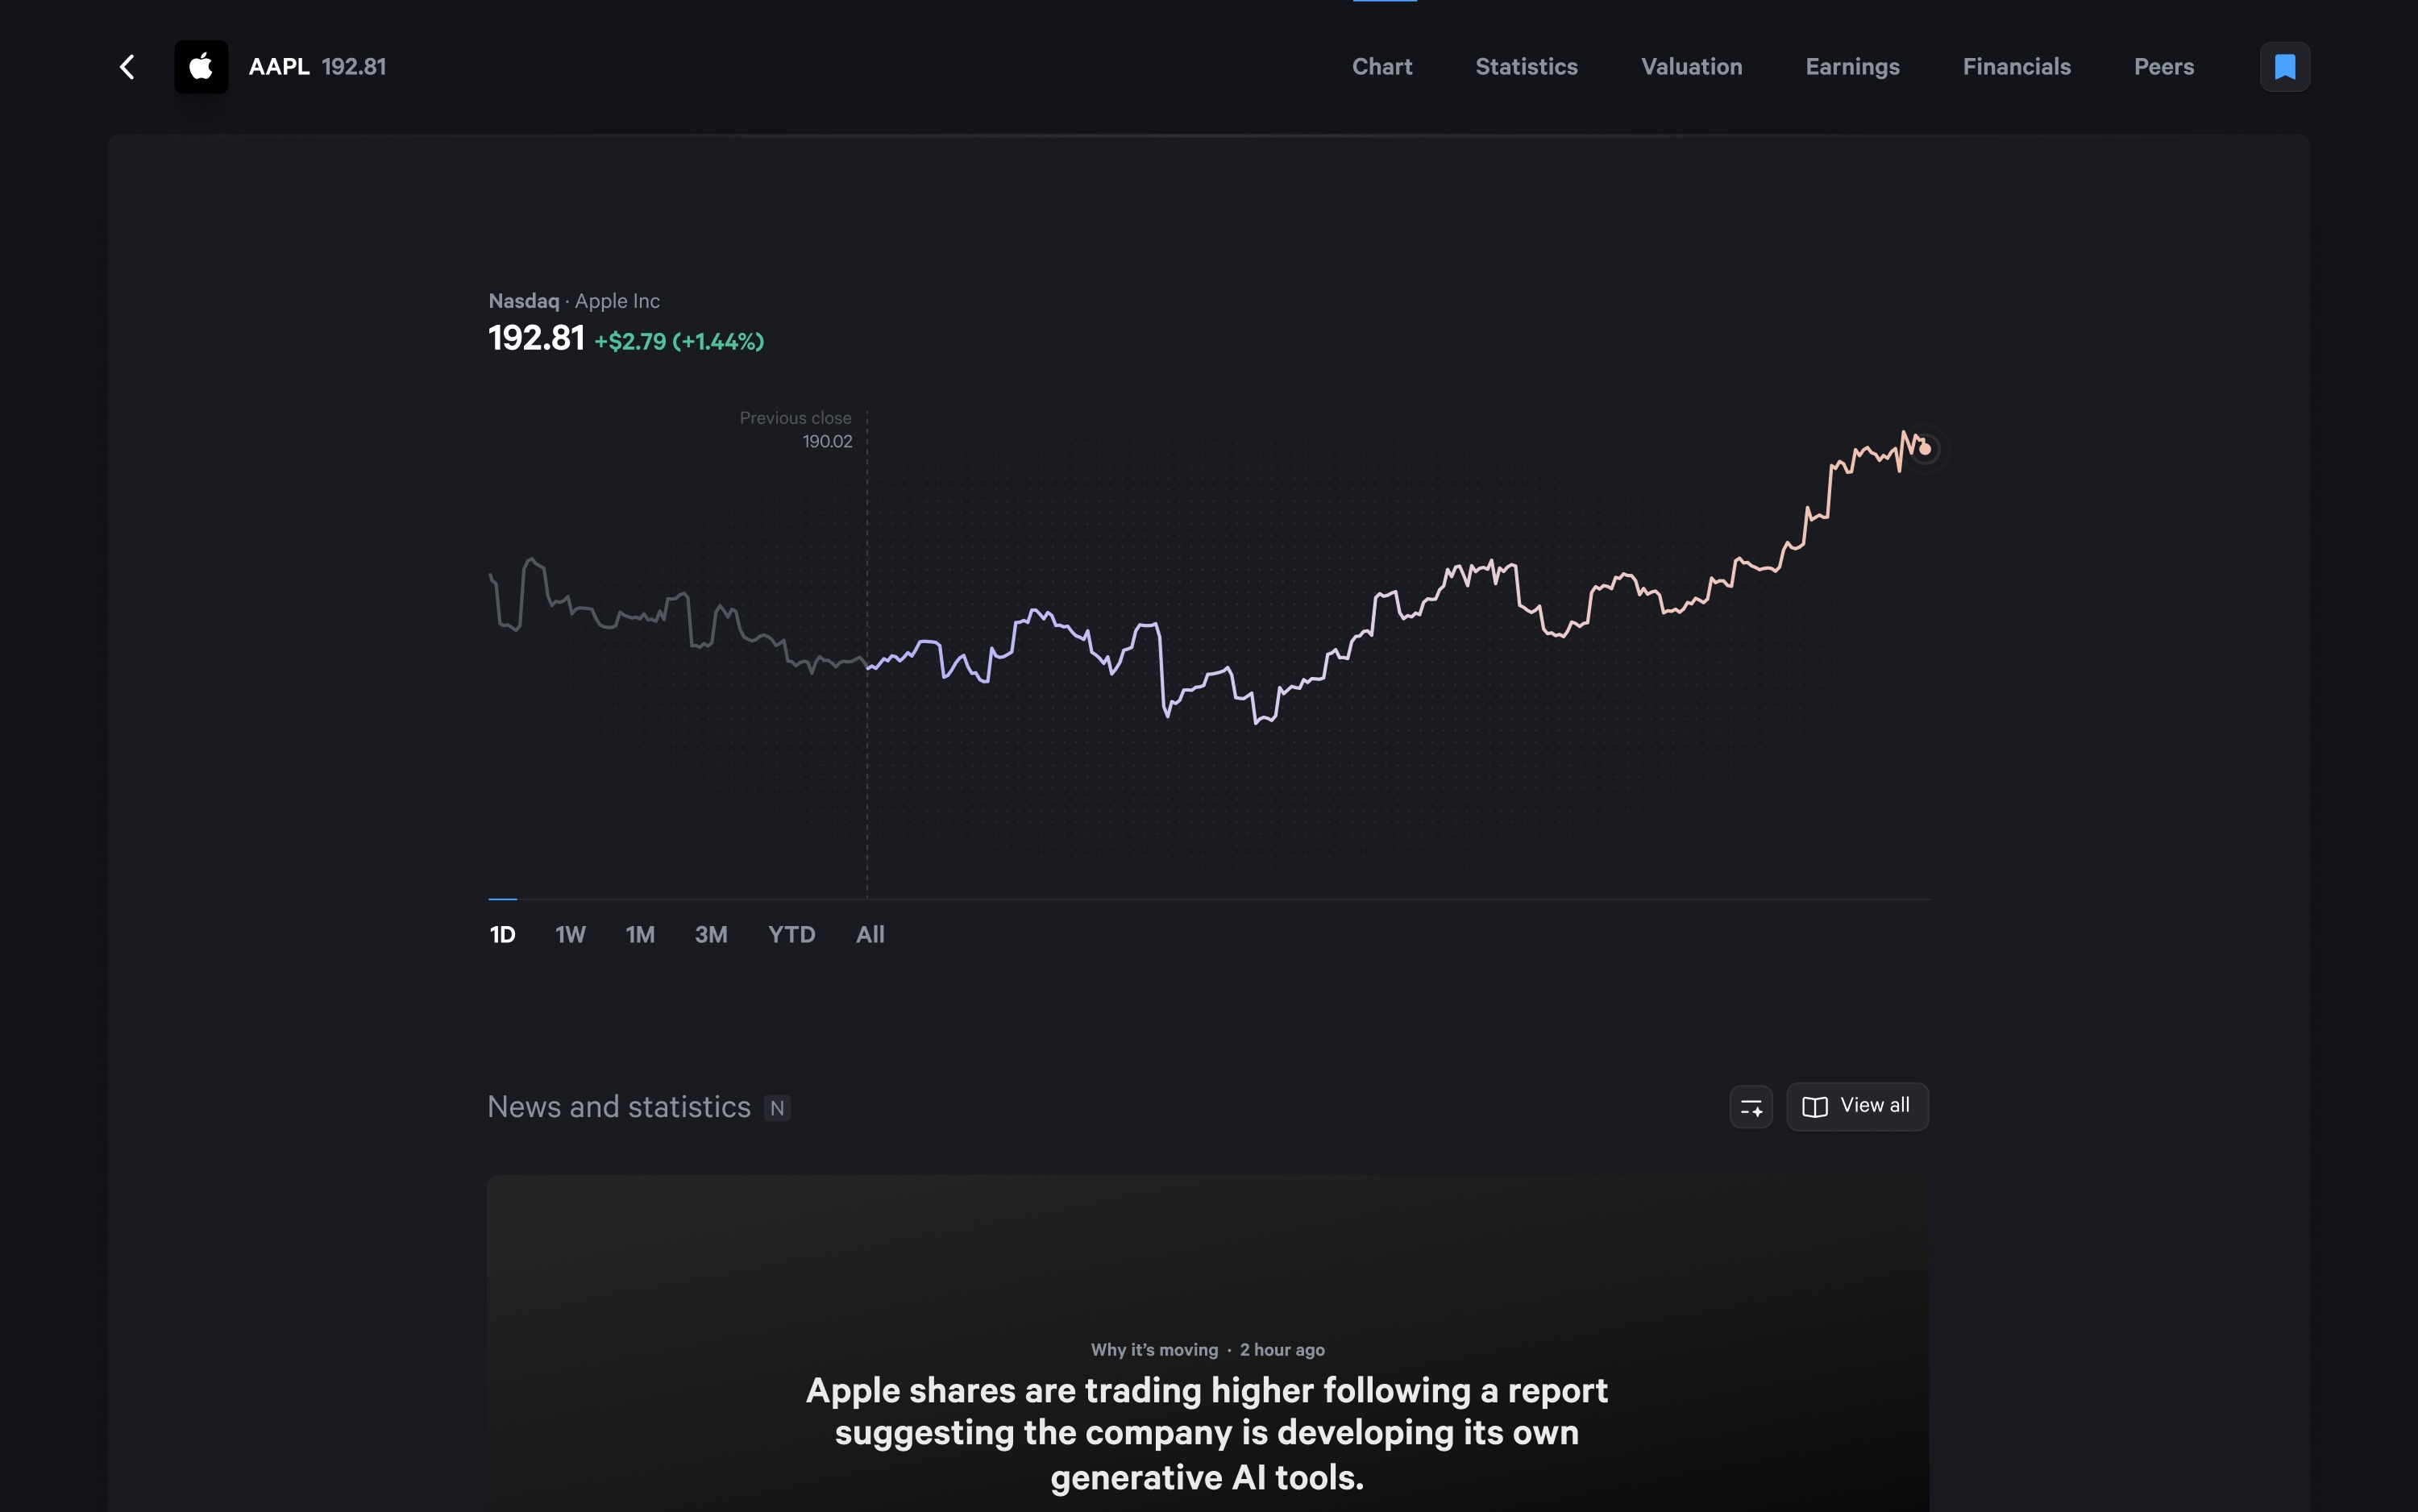 AAPL 192.81
Chart
Statistics
Valuation
Earnings
Financials
Peers
Nasdaq · Apple Inc
192.81 +$2.79 (+1.44%)
Previous close
190.02
1D
1W
1M
3M
YTD
All
News and statistics N
View all
Why it’s moving · 2 hour ago
Apple shares are trading higher following a report
suggesting the company is developing its own
generative AI tools.